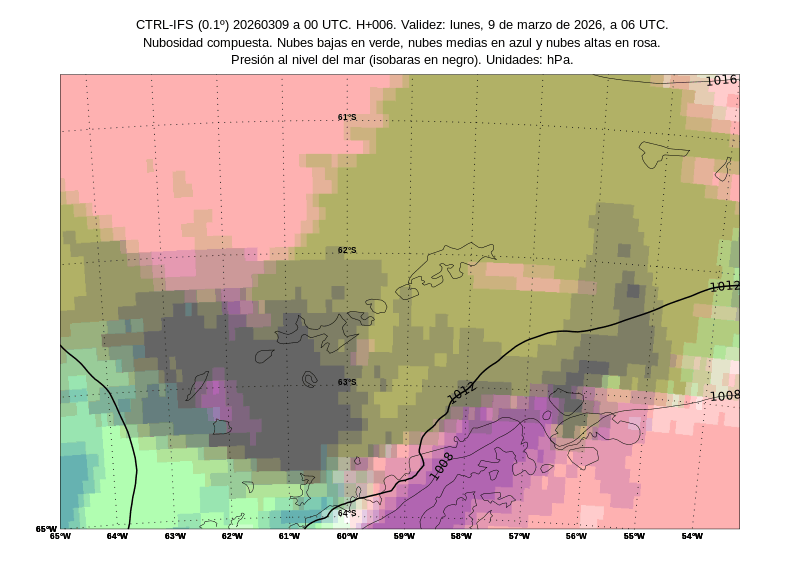 CTRL-IFS (0.1º) 20260309 a 00 UTC. H+006. Validez: lunes, 9 de marzo de 2026, a 06 UTC.
Nubosidad compuesta. Nubes bajas en verde, nubes medias en azul y nubes altas en rosa.
Presión al nivel del mar (isobaras en negro). Unidades: hPa.
1016
61°S
62°S
1012
63°S
1012
1008
1008
64°S
65°W
65°W 64°W 63°W 62°W 61°W 60°W 59°W 58°W 57°W 56°W 55°W 54°W